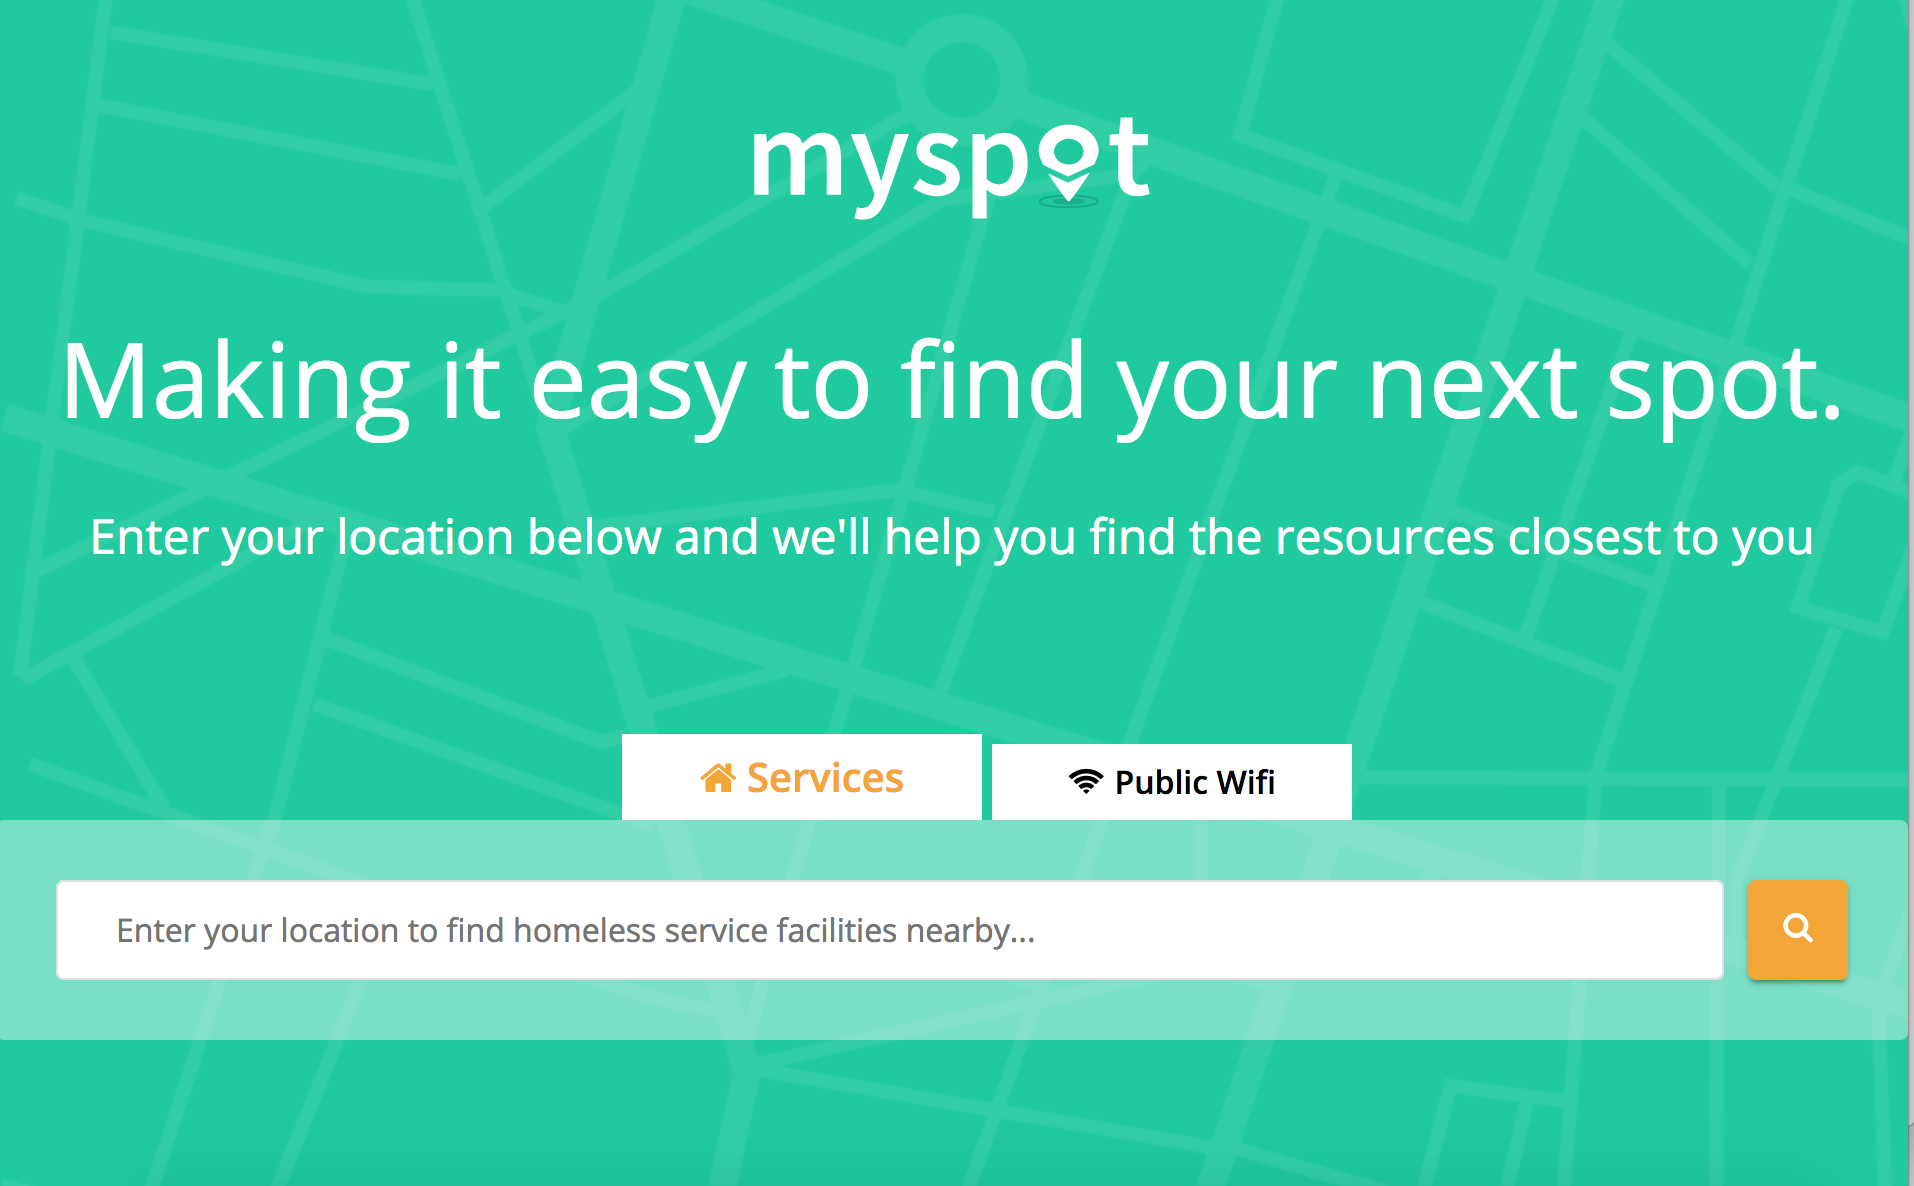 myspot
Making it easy to find your next spot.
Enter your location below and we'll help you find the resources closest to you
Services
Public Wifi
Enter your location to find homeless service facilities nearby...